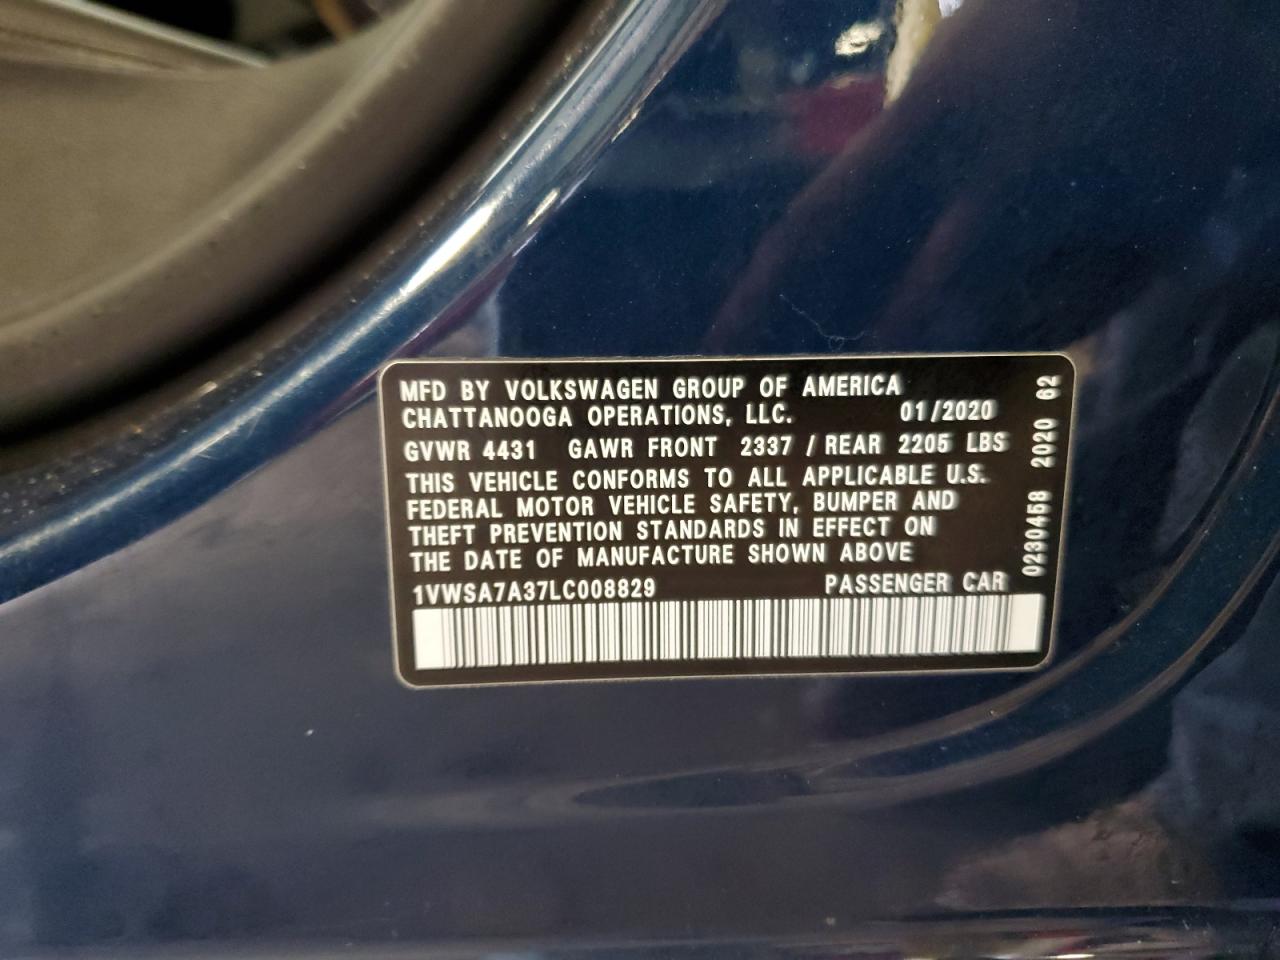 MFD BY VOLKSWAGEN GROUP OF AMERICA
CHATTANOOGA OPERATIONS, LLC. 01/2020
GVWR 4431 GAWR FRONT 2337 / REAR 2205 LBS
THIS VEHICLE CONFORMS TO ALL APPLICABLE U.S.
FEDERAL MOTOR VEHICLE SAFETY, BUMPER AND
THEFT PREVENTION STANDARDS IN EFFECT ON
THE DATE OF MANUFACTURE SHOWN ABOVE
1VWSA7A37LC008829 PASSENGER CAR
0230458 2020 62